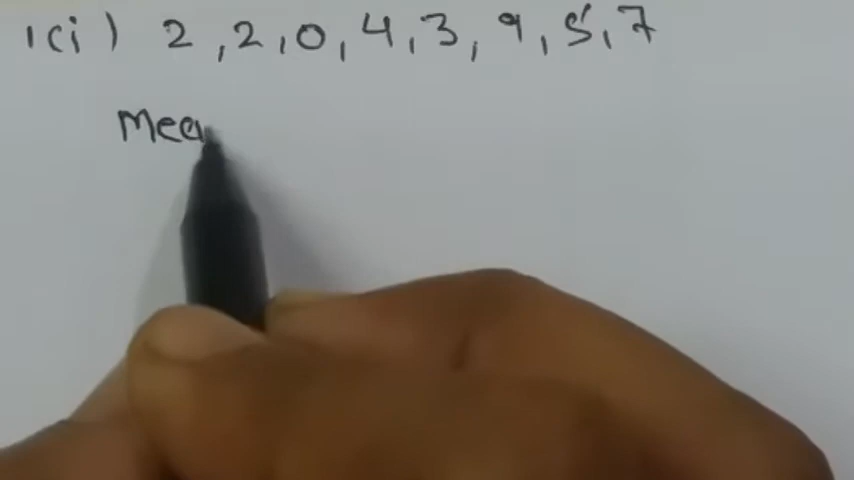 1(i) 2, 2, 0, 4, 3, 9, 5, 7
Mea